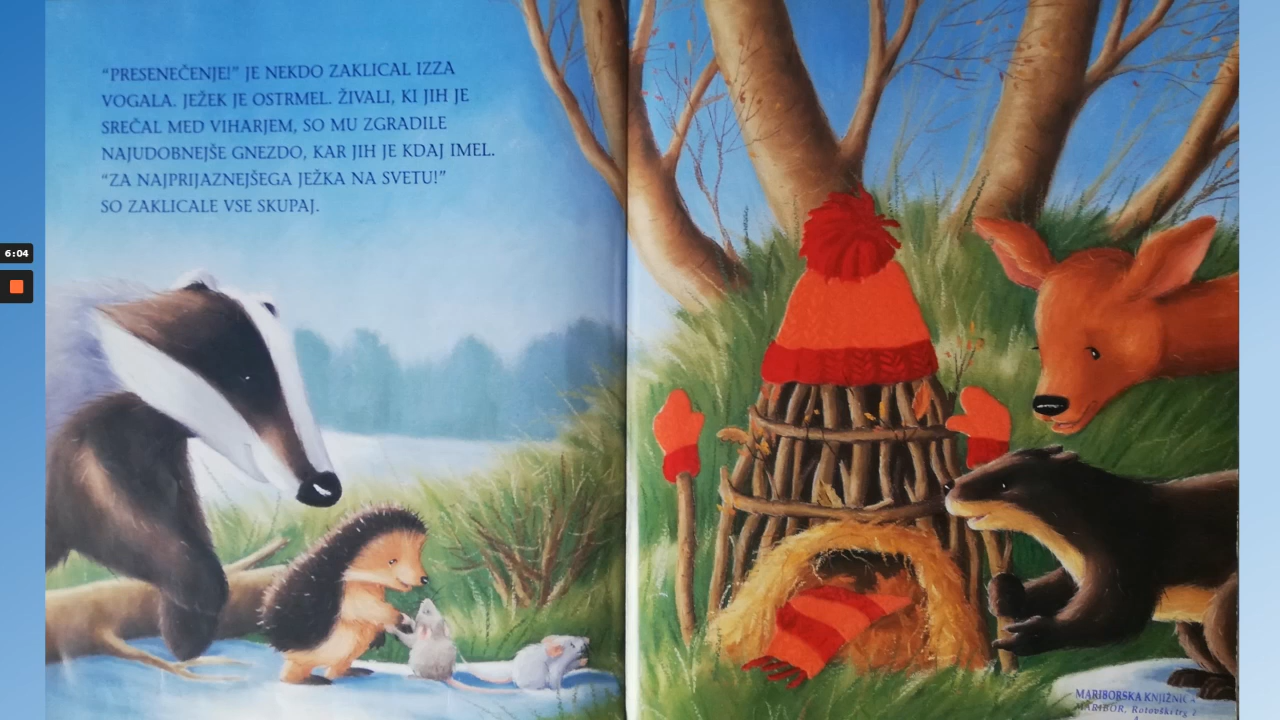 "PRESENEČENJE!" JE NEKDO ZAKLICAL IZZA
VOGALA. JEŽEK JE OSTRMEL. ŽIVALI, KI JIH JE
SREČAL MED VIHARJEM, SO MU ZGRADILE
NAJUDOBNEJŠE GNEZDO, KAR JIH JE KDAJ IMEL.
"ZA NAJPRIJAZNEJŠEGA JEŽKA NA SVETU!"
SO ZAKLICALE VSE SKUPAJ.
6:04
MARIBORSKA KNJIŽNICA
MARIBOR, Rotovški trg